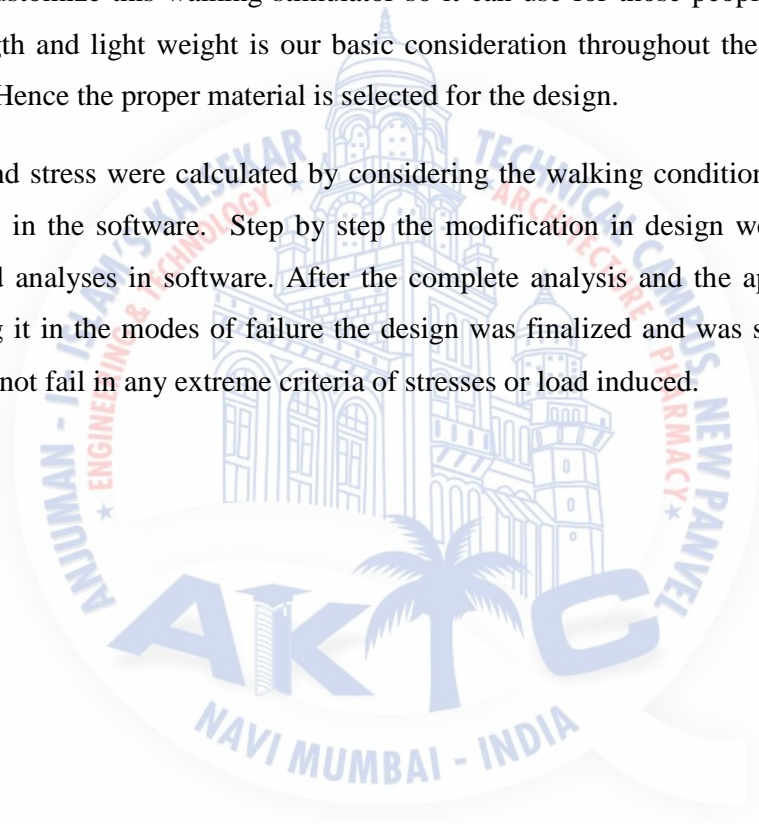 ustomize this walking stimulator so it can use for those peopl
gth and light weight is our basic consideration throughout the
Hence the proper material is selected for the design.
nd stress were calculated by considering the walking condition
in the software. Step by step the modification in design we
d analyses in software. After the complete analysis and the ap
g it in the modes of failure the design was finalized and was s
not fail in any extreme criteria of stresses or load induced.
ANJUMAN - I - ISLAM'S KALSEKAR TECHNICAL CAMPUS NEW PANVEL
ENGINEERING & TECHNOLOGY ARCHITECTURE PHARMACY
AKTC
NAVI MUMBAI - INDIA